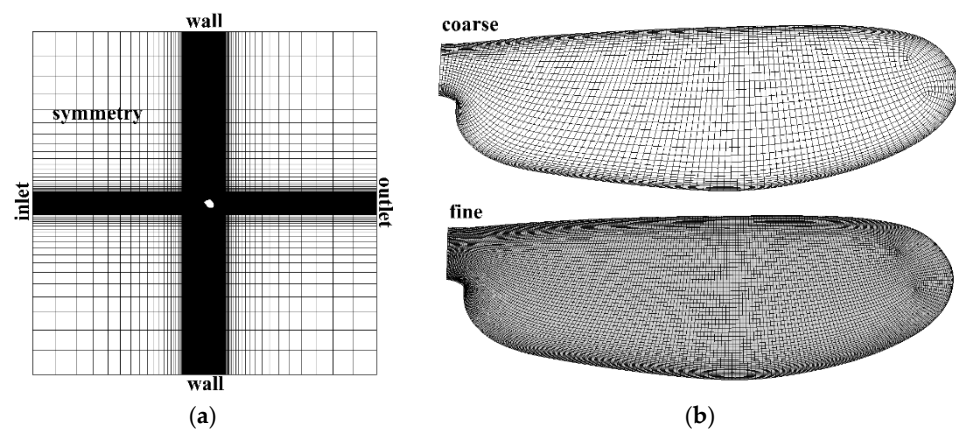 wall
symmetry
inlet
outlet
wall
(a)
coarse
fine
(b)